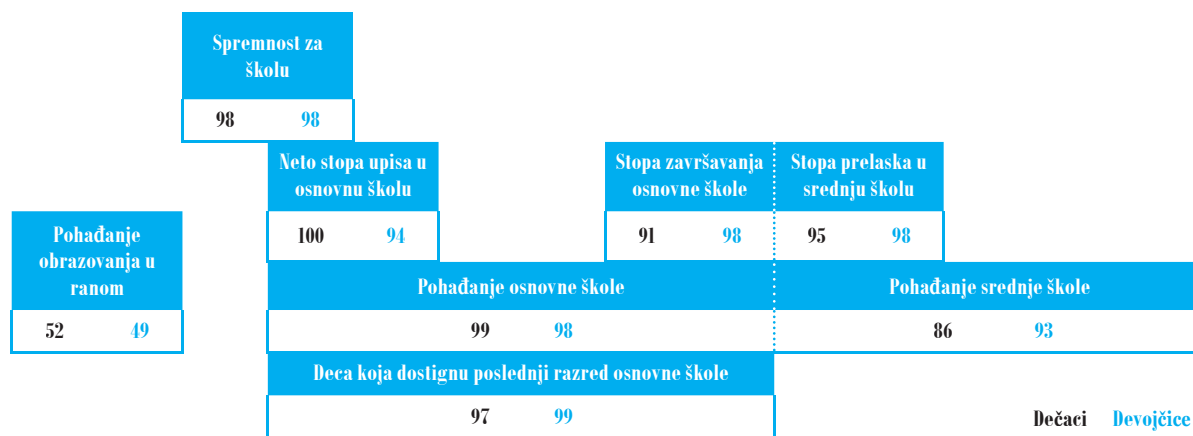 Spremnost za
školu
98 98
Neto stopa upisa u
osnovnu školu
100 94
Stopa završavanja
osnovne škole
91 98
Stopa prelaska u
srednju školu
95 98
Pohađanje
obrazovanja u
ranom
52 49
Pohađanje osnovne škole
99 98
Pohađanje srednje škole
86 93
Deca koja dostignu poslednji razred osnovne škole
97 99
Dečaci Devojčice